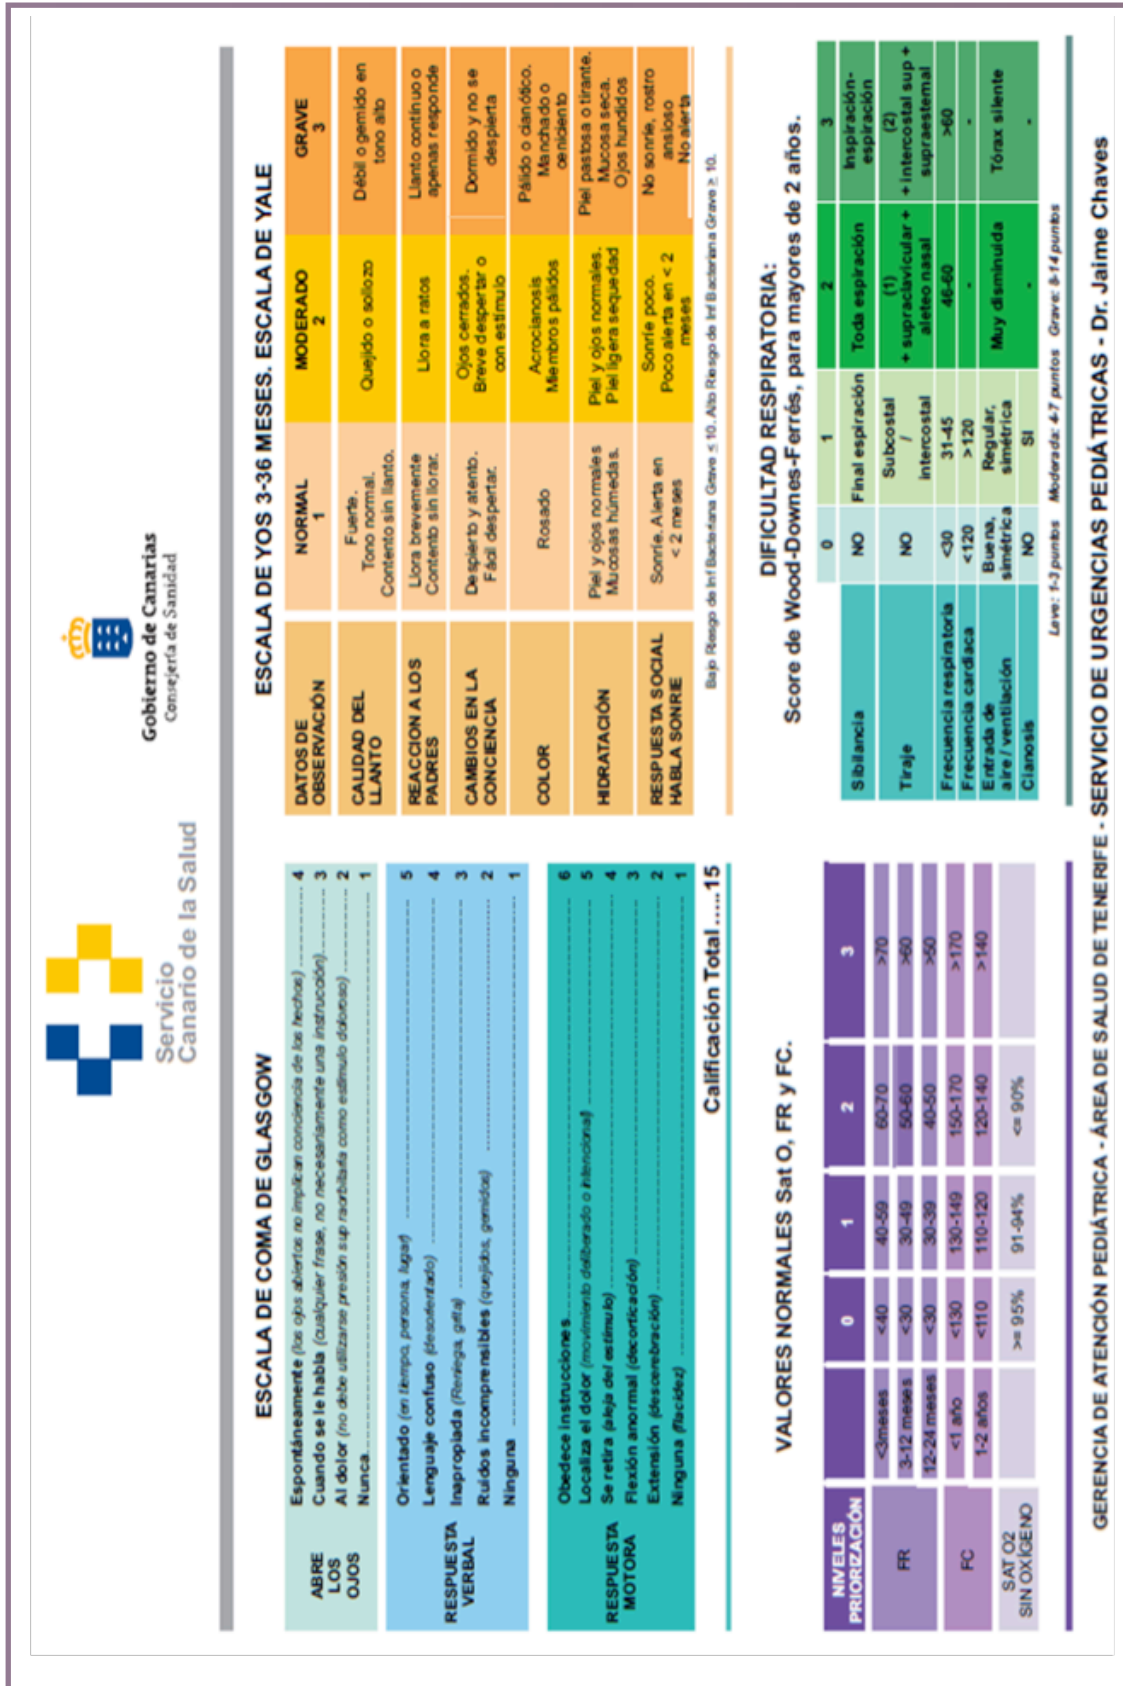 Servicio
Canario de la Salud
Gobierno de Canarias
Consejería de Sanidad
ESCALA DE COMA DE GLASGOW
ABRE
LOS
OJOS
Espontáneamente (los ojos abiertos no implican conciencia de los hechos) 4
Cuando se le habla (cualquier frase, no necesariamente una instrucción) 3
Al dolor (no debe utilizarse presión supraorbitaria como estímulo doloroso) 2
Nunca 1
RESPUESTA
VERBAL
Orientado (en tiempo, persona, lugar) 5
Lenguaje confuso (desorientado) 4
Inapropiada (Reniega, grita) 3
Ruidos incomprensibles (quejidos, gemidos) 2
Ninguna 1
RESPUESTA
MOTORA
Obedece instrucciones 6
Localiza el dolor (movimiento deliberado o intencional) 5
Se retira (aleja del estímulo) 4
Flexión anormal (decorticación) 3
Extensión (descerebración) 2
Ninguna (flacidez) 1
Calificación Total .....15
ESCALA DE YOS 3-36 MESES. ESCALA DE YALE
DATOS DE OBSERVACIÓN NORMAL 1 MODERADO 2 GRAVE 3
CALIDAD DEL LLANTO Fuerte. Tono normal. Contento sin llanto. Quejido o sollozo Débil o gemido en tono alto
REACCION A LOS PADRES Llora brevemente Contento sin llorar. Llora a ratos Llanto continuo o apenas responde
CAMBIOS EN LA CONCIENCIA Despierto y atento. Fácil despertar. Ojos cerrados. Breve despertar o con estímulo Dormido y no se despierta
COLOR Rosado Acrocianosis Miembros pálidos Pálido o cianótico. Manchado o ceniciento
HIDRATACIÓN Piel y ojos normales Mucosas húmedas. Piel y ojos normales. Piel ligera sequedad Piel pastosa o tirante. Mucosa seca. Ojos hundidos
RESPUESTA SOCIAL HABLA SONRIE Sonríe. Alerta en < 2 meses Sonríe poco. Poco alerta en < 2 meses No sonríe, rostro ansioso No alerta
Bajo Riesgo de Inf Bacteriana Grave ≤ 10. Alto Riesgo de Inf Bacteriana Grave ≥ 10.
VALORES NORMALES Sat O, FR y FC.
NIVELES PRIORIZACIÓN 0 1 2 3
FR <3meses <40 40-59 60-70 >70
3-12 meses <30 30-49 50-60 >60
12-24 meses <30 30-39 40-50 >50
FC <1 año <130 130-149 150-170 >170
1-2 años <110 110-120 120-140 >140
SAT O2 SIN OXÍGENO >= 95% 91-94% <= 90%
DIFICULTAD RESPIRATORIA:
Score de Wood-Downes-Ferrés, para mayores de 2 años.
0 1 2 3
Sibilancia NO Final espiración Toda espiración Inspiración-espiración
Tiraje NO Subcostal / intercostal (1) + supraclavicular + aleteo nasal (2) + intercostal sup + supraesternal
Frecuencia respiratoria <30 31-45 46-60 >60
Frecuencia cardiaca <120 >120 - -
Entrada de aire / ventilación Buena, simétrica Regular, simétrica Muy disminuida Tórax silente
Cianosis NO SI - -
Leve: 1-3 puntos Moderada: 4-7 puntos Grave: 8-14 puntos
GERENCIA DE ATENCIÓN PEDIÁTRICA - ÁREA DE SALUD DE TENERIFE - SERVICIO DE URGENCIAS PEDIÁTRICAS - Dr. Jaime Chaves